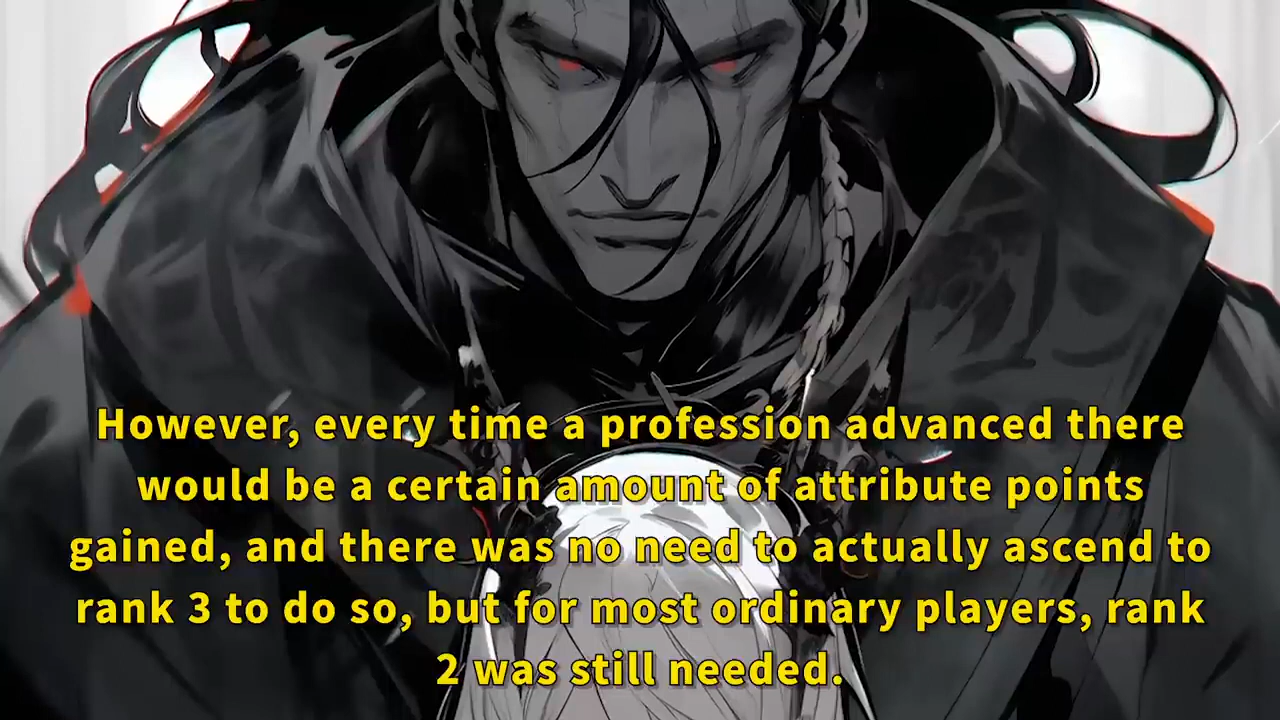 However, every time a profession advanced there
would be a certain amount of attribute points
gained, and there was no need to actually ascend to
rank 3 to do so, but for most ordinary players, rank
2 was still needed.